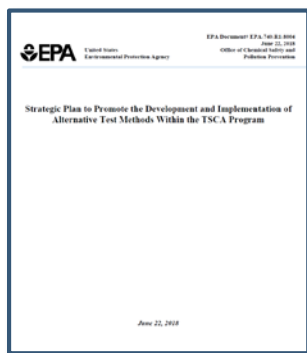 EPA Document# EPA-740-R1-8004
June 22, 2018
Office of Chemical Safety and
Pollution Prevention
EPA
United States
Environmental Protection Agency
Strategic Plan to Promote the Development and Implementation of
Alternative Test Methods Within the TSCA Program
June 22, 2018